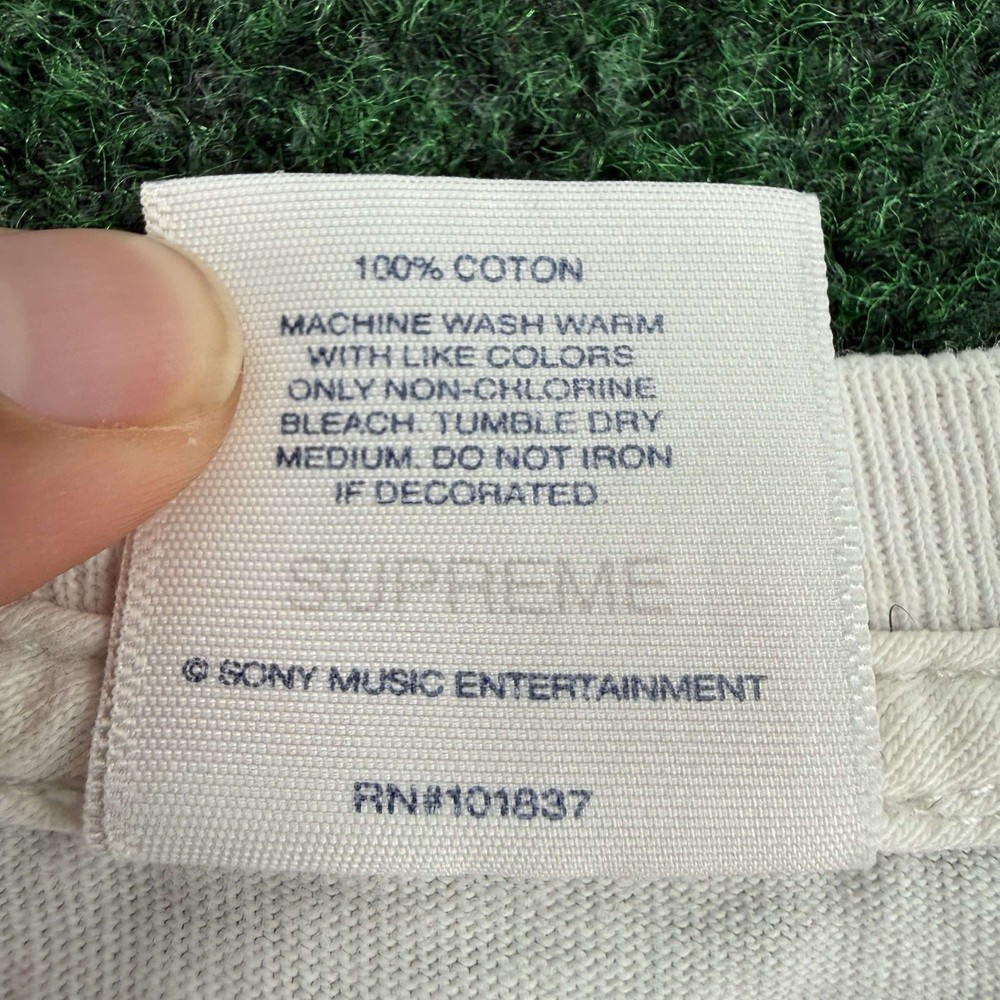 100% COTON
MACHINE WASH WARM
WITH LIKE COLORS
ONLY NON-CHLORINE
BLEACH. TUMBLE DRY
MEDIUM. DO NOT IRON
IF DECORATED.
SUPREME
© SONY MUSIC ENTERTAINMENT
RN#101837